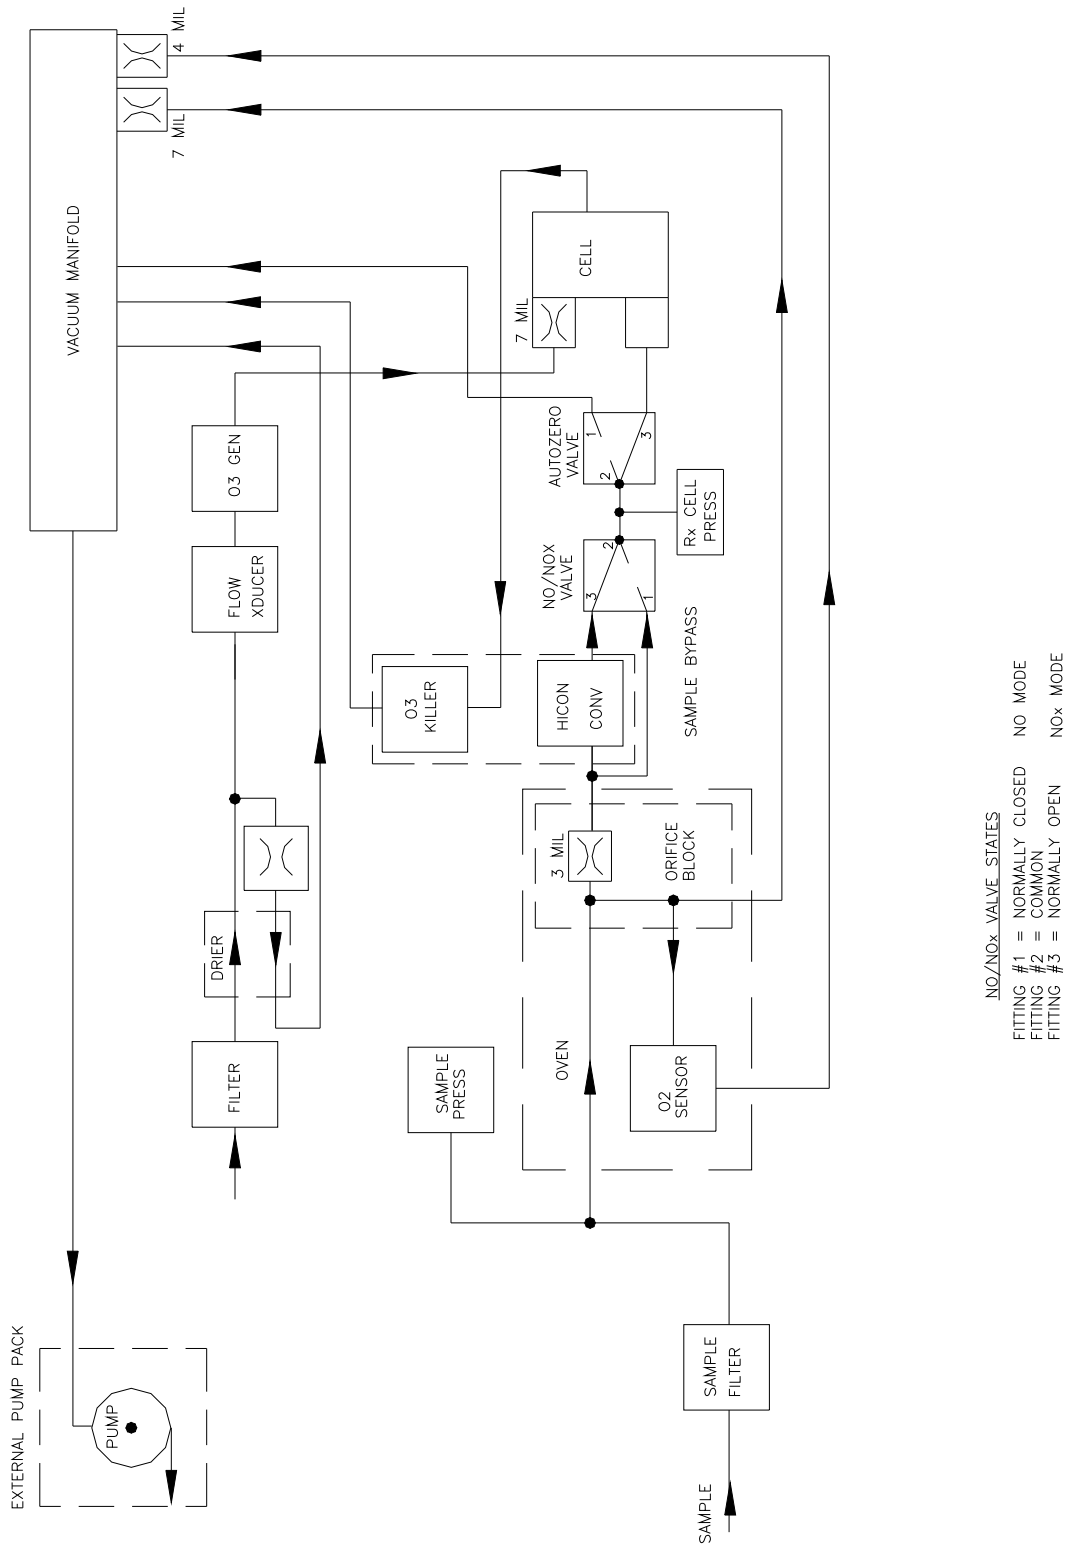 EXTERNAL PUMP PACK
PUMP
VACUUM MANIFOLD
4 MIL
7 MIL
FILTER
DRIER
FLOW
XDUCER
O3 GEN
7 MIL
CELL
AUTOZERO
VALVE
1
2
3
Rx CELL
PRESS
NO/NOX
VALVE
3
2
1
SAMPLE BYPASS
O3
KILLER
HICON
CONV
3 MIL
ORIFICE
BLOCK
OVEN
SAMPLE
PRESS
O2
SENSOR
SAMPLE
FILTER
SAMPLE
NO/NOx VALVE STATES
FITTING #1 = NORMALLY CLOSED NO MODE
FITTING #2 = COMMON
FITTING #3 = NORMALLY OPEN NOx MODE